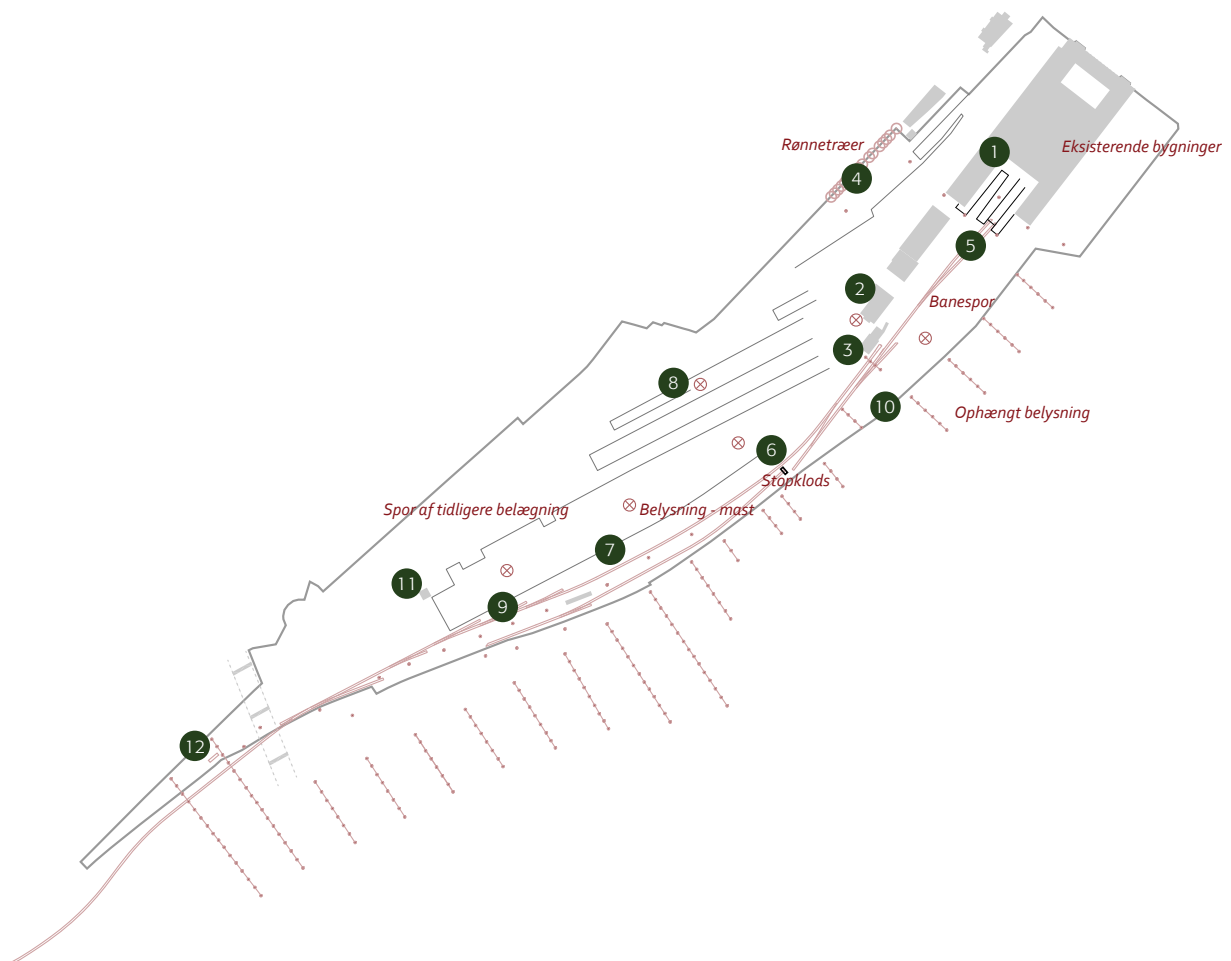 Rønnetræer
1
Eksisterende bygninger
4
5
2
Banespor
3
8
10
Ophængt belysning
6
Stopklods
Spor af tidligere belægning
Belysning - mast
7
11
9
12